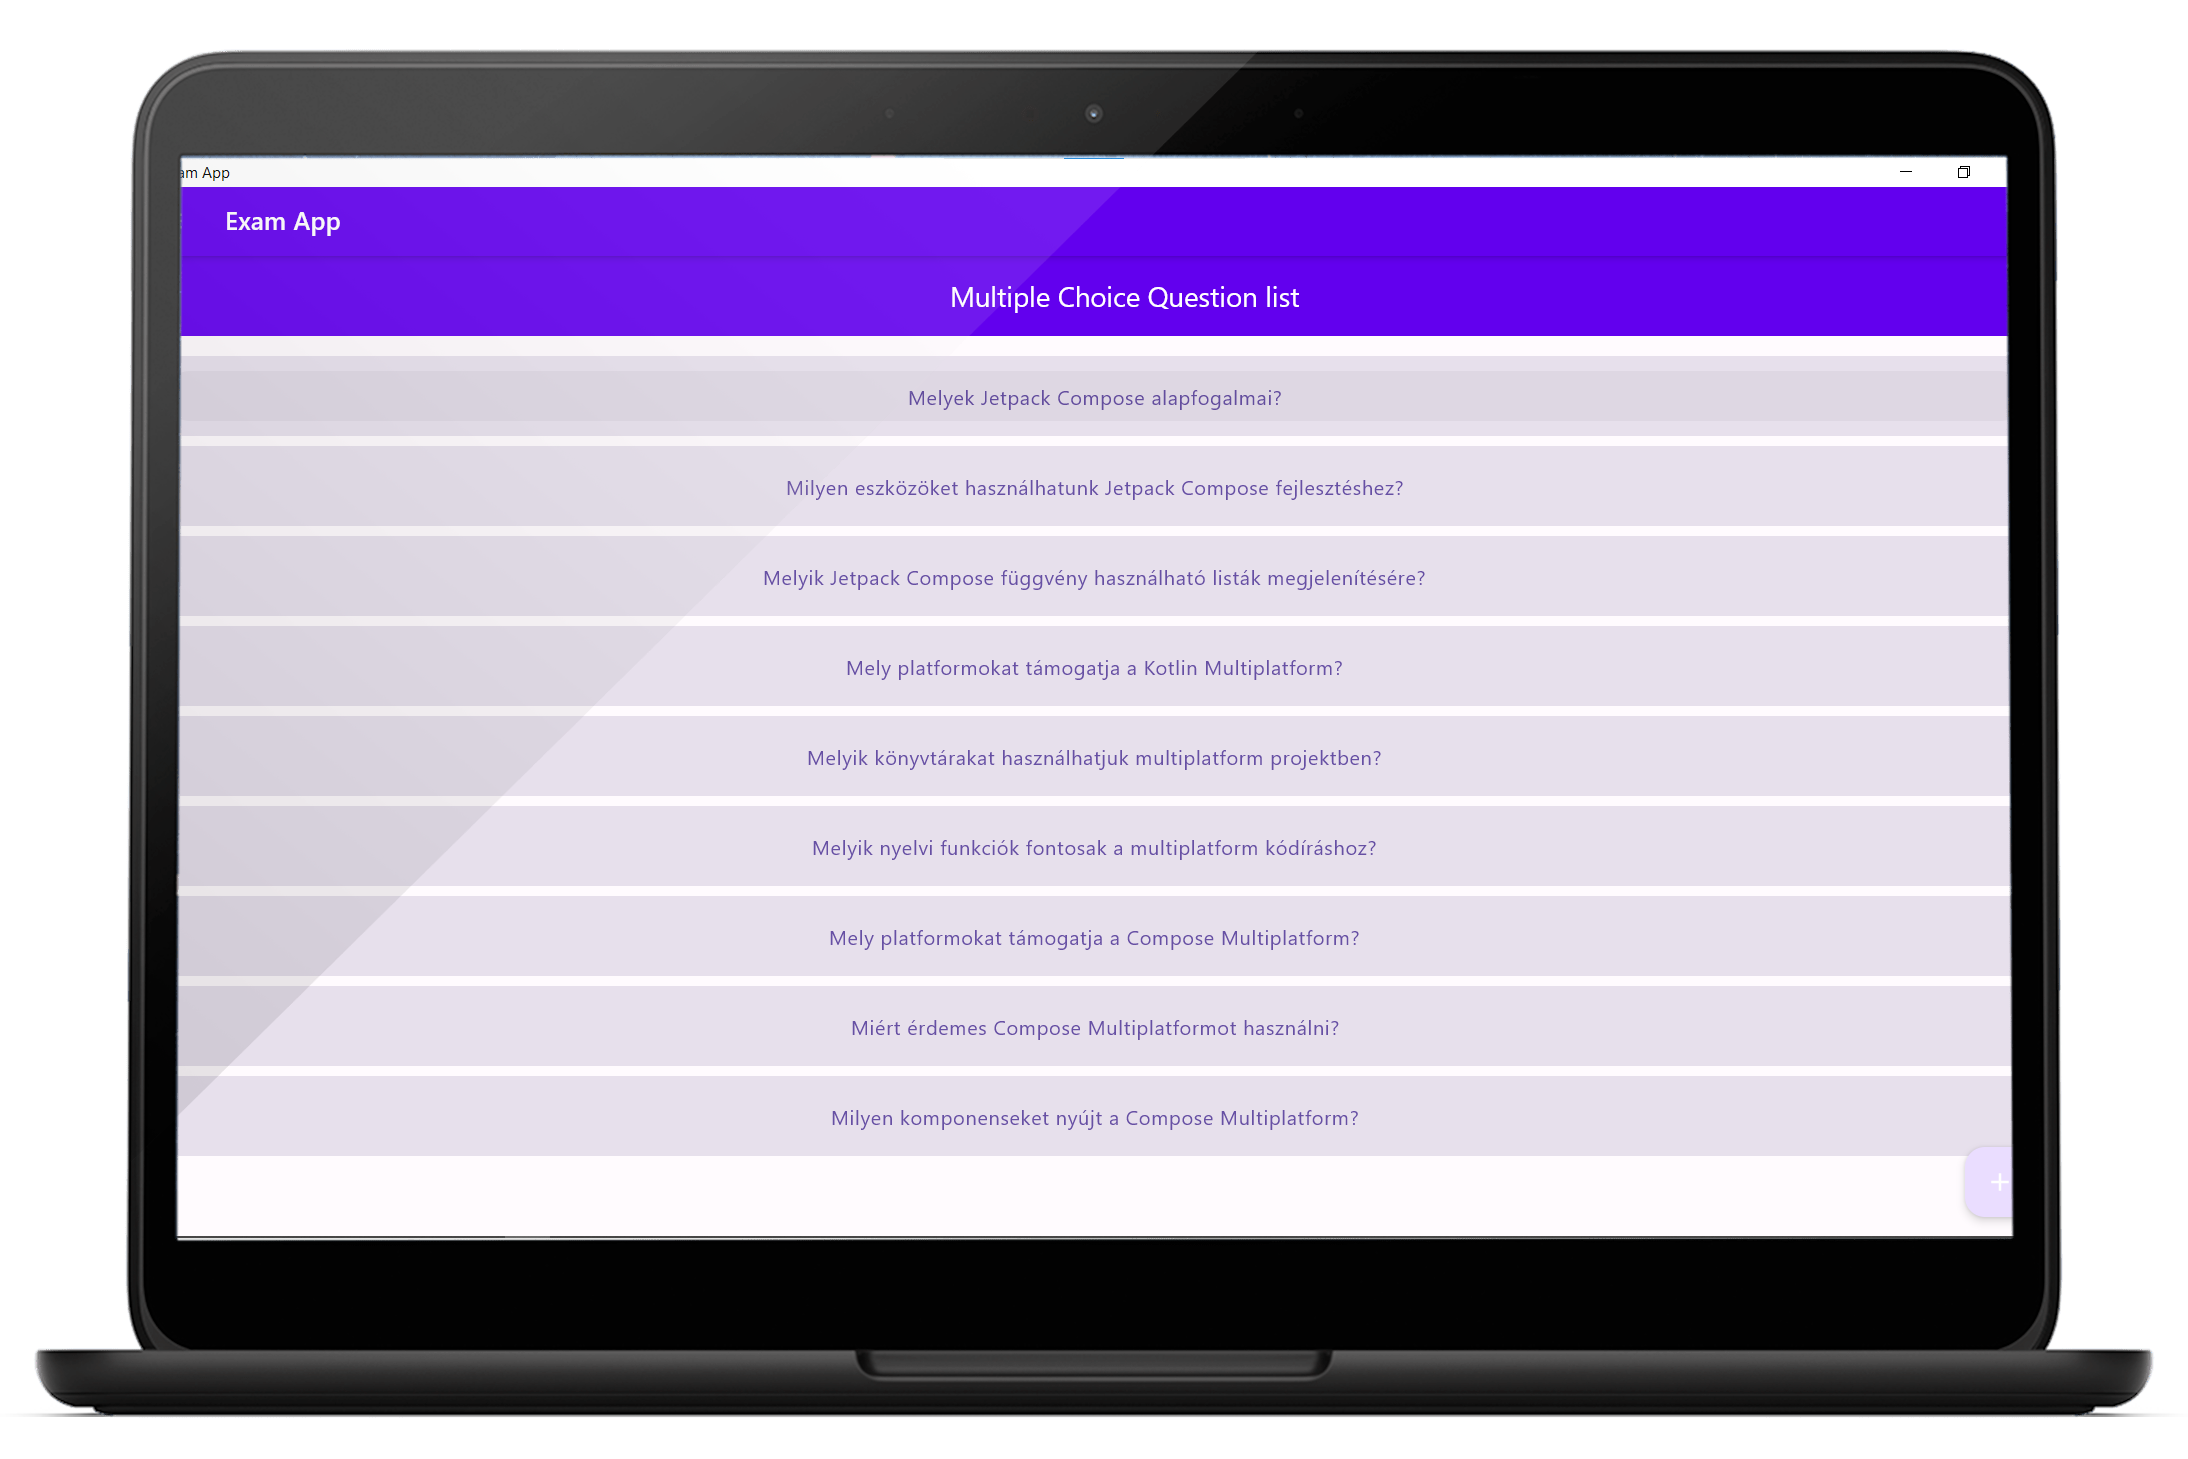 am App
Exam App
Multiple Choice Question list
Melyek Jetpack Compose alapfogalmai?
Milyen eszközöket használhatunk Jetpack Compose fejlesztéshez?
Melyik Jetpack Compose függvény használható listák megjelenítésére?
Mely platformokat támogatja a Kotlin Multiplatform?
Melyik könyvtárakat használhatjuk multiplatform projektben?
Melyik nyelvi funkciók fontosak a multiplatform kódíráshoz?
Mely platformokat támogatja a Compose Multiplatform?
Miért érdemes Compose Multiplatformot használni?
Milyen komponenseket nyújt a Compose Multiplatform?
+